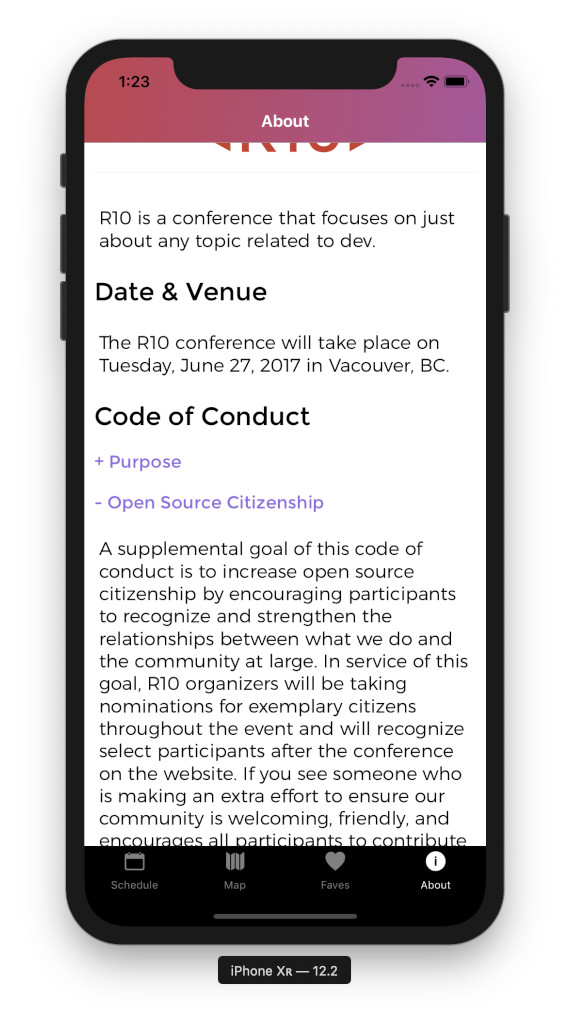 1:23
About
R10 is a conference that focuses on just
about any topic related to dev.
Date & Venue
The R10 conference will take place on
Tuesday, June 27, 2017 in Vacouver, BC.
Code of Conduct
+ Purpose
- Open Source Citizenship
A supplemental goal of this code of
conduct is to increase open source
citizenship by encouraging participants
to recognize and strengthen the
relationships between what we do and
the community at large. In service of this
goal, R10 organizers will be taking
nominations for exemplary citizens
throughout the event and will recognize
select participants after the conference
on the website. If you see someone who
is making an extra effort to ensure our
community is welcoming, friendly, and
encourages all participants to contribute
Schedule Map Faves About
iPhone Xʀ — 12.2